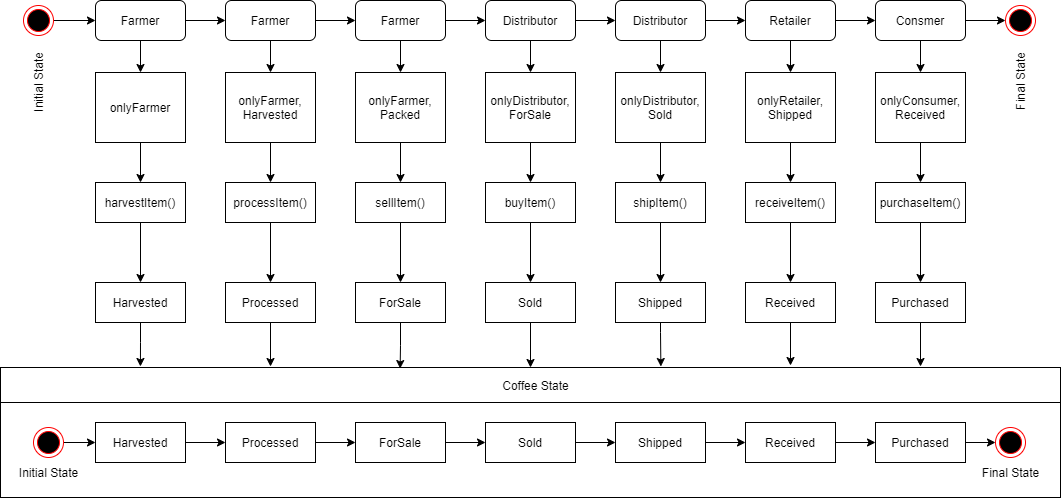 Farmer
Farmer
Farmer
Distributor
Distributor
Retailer
Consmer
Initial State
Final State
onlyFarmer
onlyFarmer,
Harvested
onlyFarmer,
Packed
onlyDistributor,
ForSale
onlyDistributor,
Sold
onlyRetailer,
Shipped
onlyConsumer,
Received
harvestItem()
processItem()
sellItem()
buyItem()
shipItem()
receiveItem()
purchaseItem()
Harvested
Processed
ForSale
Sold
Shipped
Received
Purchased
Coffee State
Harvested
Processed
ForSale
Sold
Shipped
Received
Purchased
Initial State
Final State